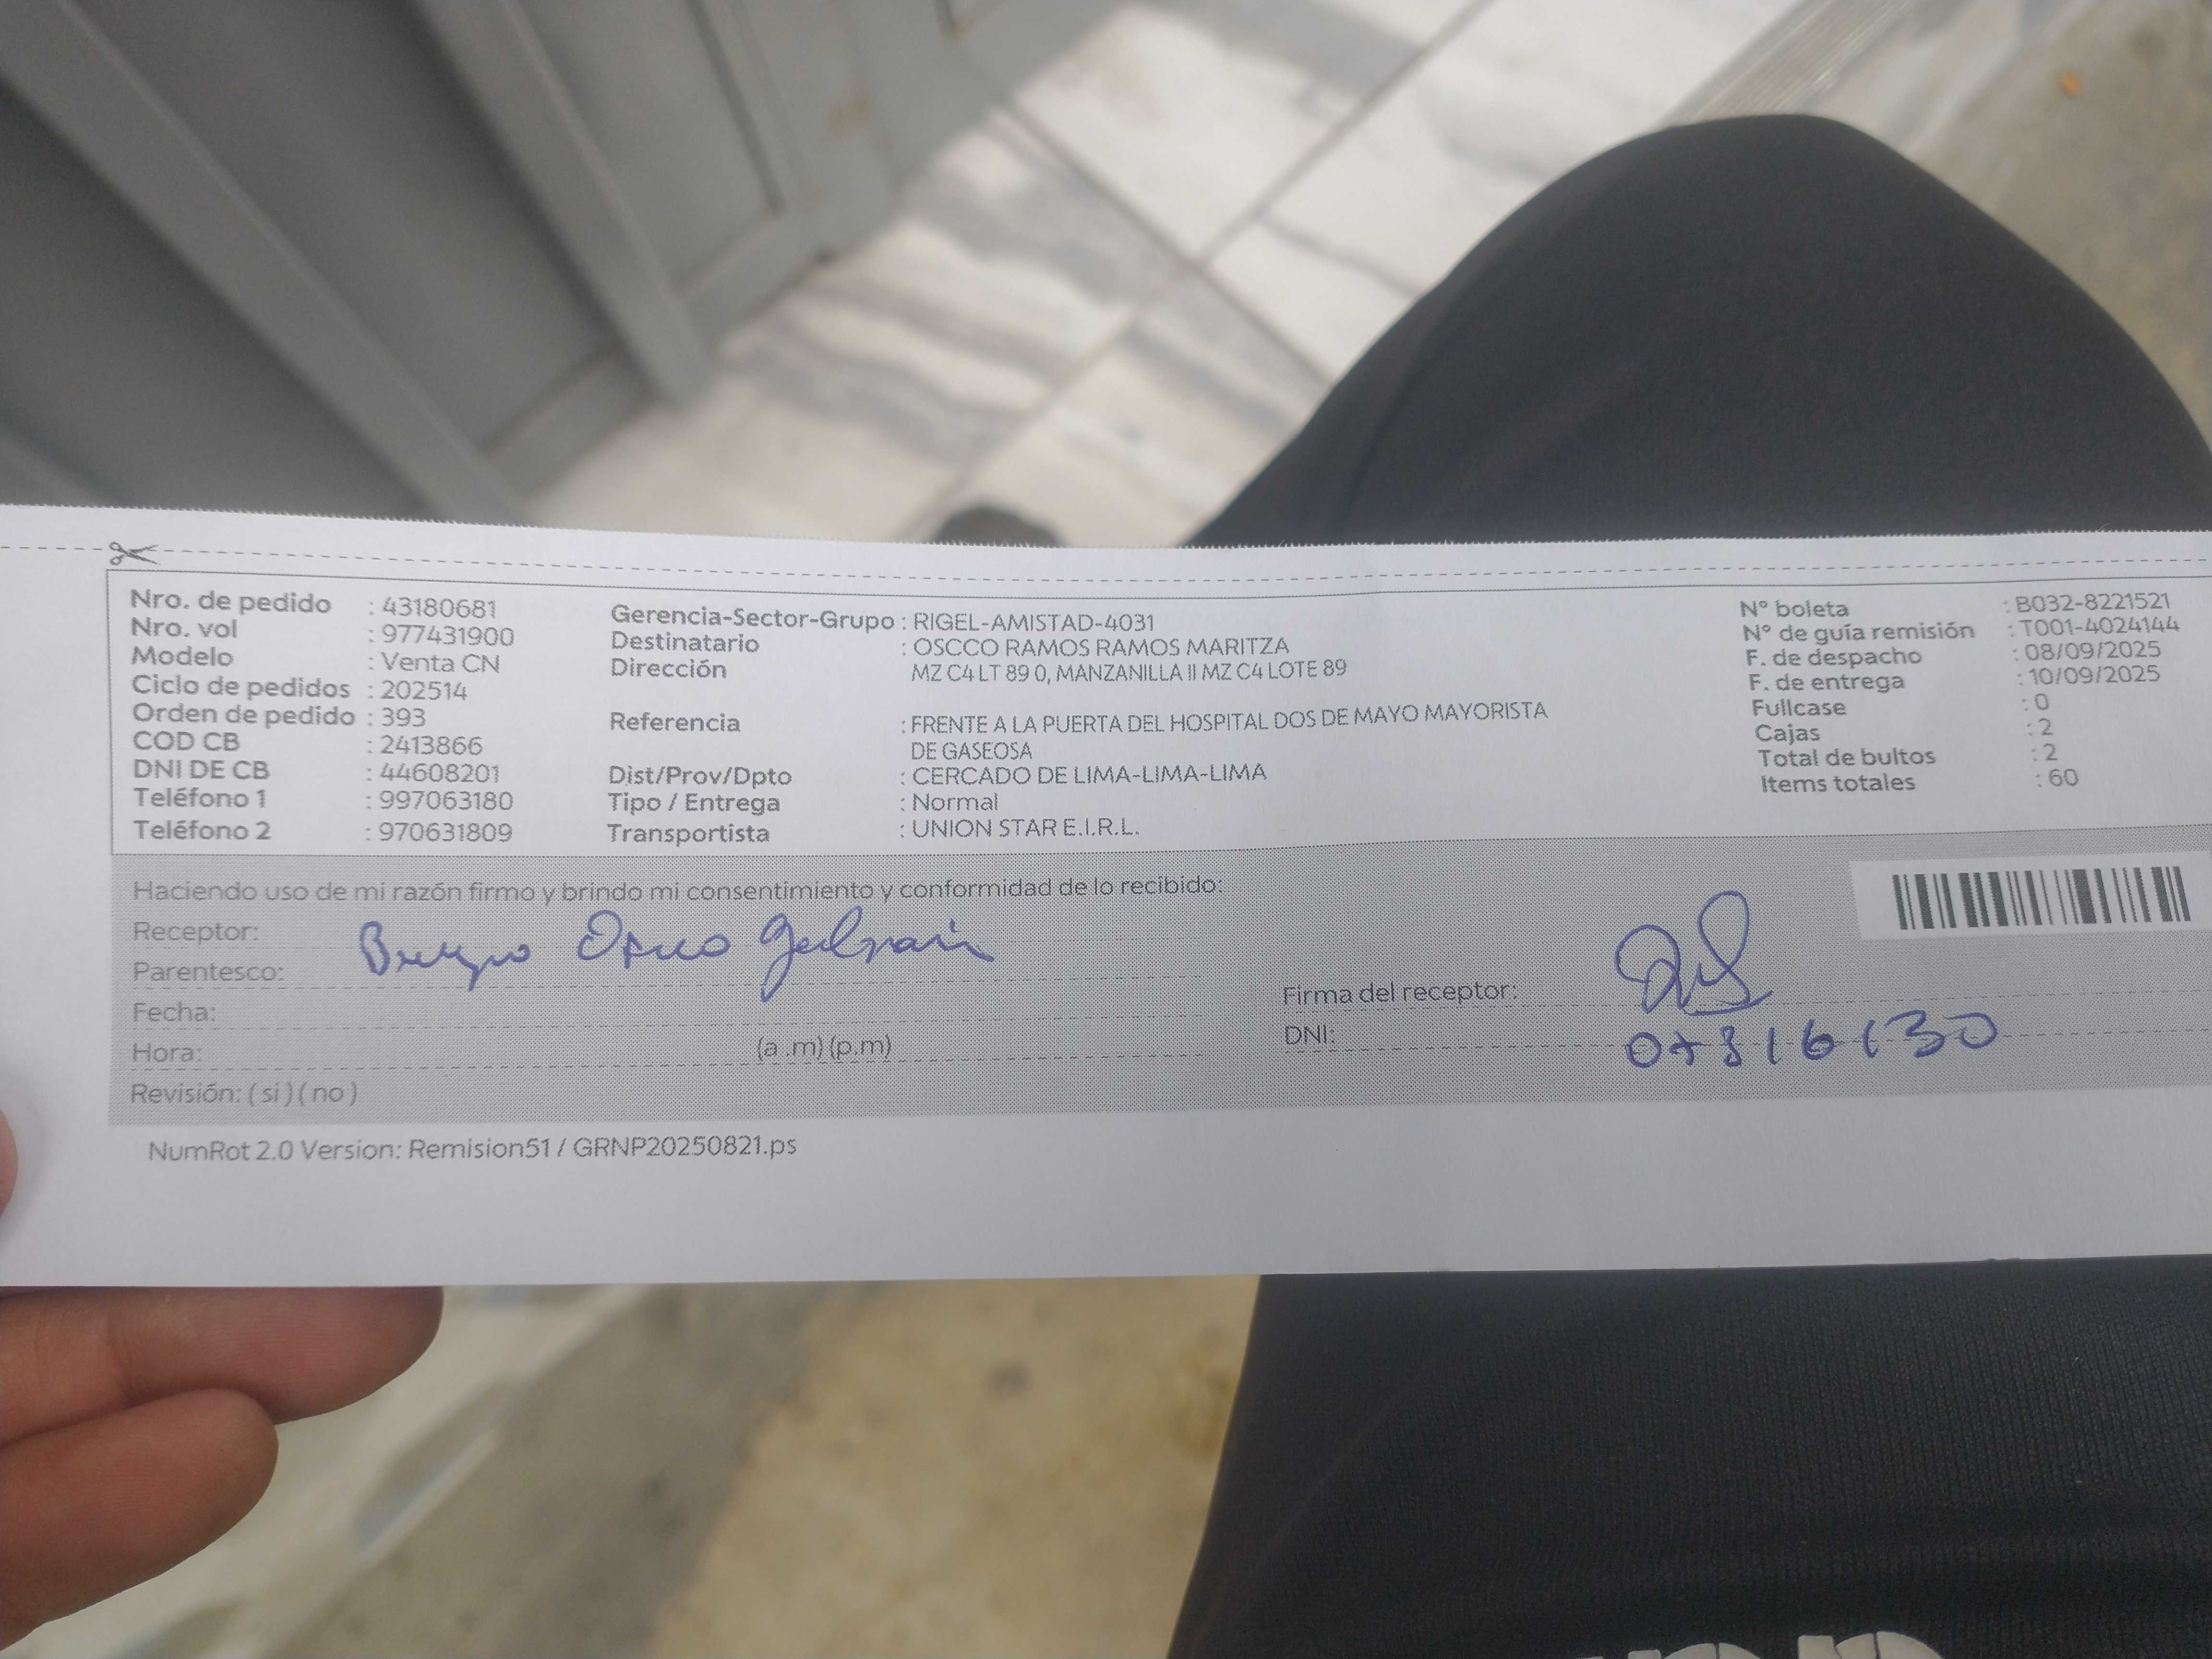 Nro. de pedido : 43180681
Nro. vol : 977431900
Modelo : Venta CN
Ciclo de pedidos : 202514
Orden de pedido : 393
COD CB : 2413866
DNI DE CB : 44608201
Teléfono 1 : 997063180
Teléfono 2 : 970631809
Gerencia-Sector-Grupo : RIGEL-AMISTAD-4031
Destinatario : OSCCO RAMOS RAMOS MARITZA
Dirección MZ C4 LT 89 0, MANZANILLA II MZ C4 LOTE 89
Referencia : FRENTE A LA PUERTA DEL HOSPITAL DOS DE MAYO MAYORISTA
DE GASEOSA
Dist/Prov/Dpto : CERCADO DE LIMA-LIMA-LIMA
Tipo / Entrega : Normal
Transportista : UNION STAR E.I.R.L.
N° boleta : B032-8221521
N° de guía remisión : T001-4024144
F. de despacho : 08/09/2025
F. de entrega : 10/09/2025
Fullcase : 0
Cajas : 2
Total de bultos : 2
Items totales : 60
Haciendo uso de mi razón firmo y brindo mi consentimiento y conformidad de lo recibido:
Receptor:
Parentesco:
Fecha:
Hora: (a .m) (p.m)
Revisión: ( si ) ( no )
Firma del receptor:
DNI: 07316130
NumRot 2.0 Version: Remision51 / GRNP20250821.ps